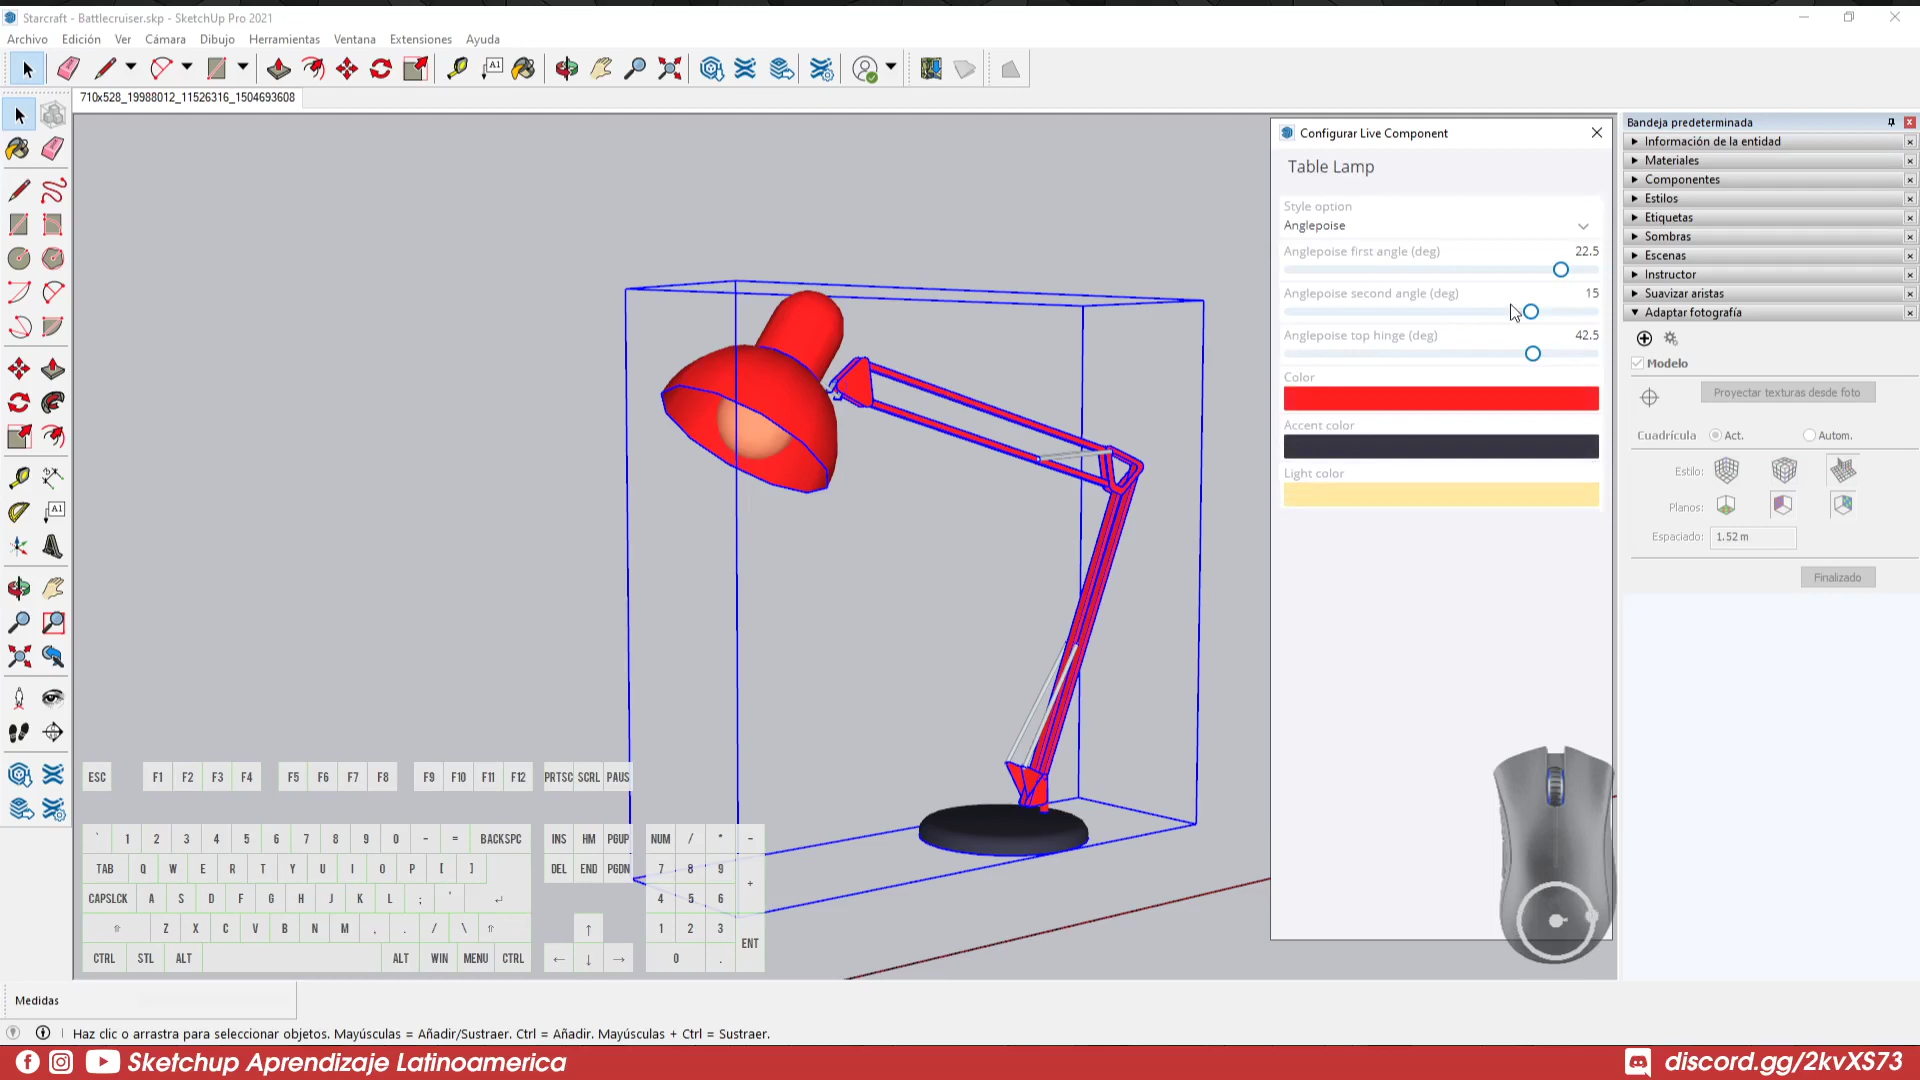 Starcraft - Battlecruiser.skp - SketchUp Pro 2021
Archivo Edición Ver Cámara Dibujo Herramientas Ventana Extensiones Ayuda
A1
710x528_19988012_11526316_1504693608
Configurar Live Component
Table Lamp
Style option
Anglepoise
Anglepoise first angle (deg) 22.5
Anglepoise second angle (deg) 15
Anglepoise top hinge (deg) 42.5
Color
Accent color
Light color
Bandeja predeterminada
Información de la entidad
Materiales
Componentes
Estilos
Etiquetas
Sombras
Escenas
Instructor
Suavizar aristas
Adaptar fotografía
Modelo
Proyectar texturas desde foto
Cuadrícula Act. Autom.
Estilo:
Planos:
Espaciado: 1.52 m
Finalizado
A1
ESC F1 F2 F3 F4 F5 F6 F7 F8 F9 F10 F11 F12 PRTSC SCRL PAUS
` 1 2 3 4 5 6 7 8 9 0 - = BACKSPC INS HM PGUP NUM / * -
TAB Q W E R T Y U I O P [ ] DEL END PGDN 7 8 9 +
CAPSLCK A S D F G H J K L ; ' ↵ 4 5 6
⇧ Z X C V B N M , . / \ ⇧ ↑ 1 2 3 ENT
CTRL STL ALT ALT WIN MENU CTRL ← ↓ → 0 .
Medidas
Haz clic o arrastra para seleccionar objetos. Mayúsculas = Añadir/Sustraer. Ctrl = Añadir. Mayúsculas + Ctrl = Sustraer.
Sketchup Aprendizaje Latinoamerica
discord.gg/2kvXS73